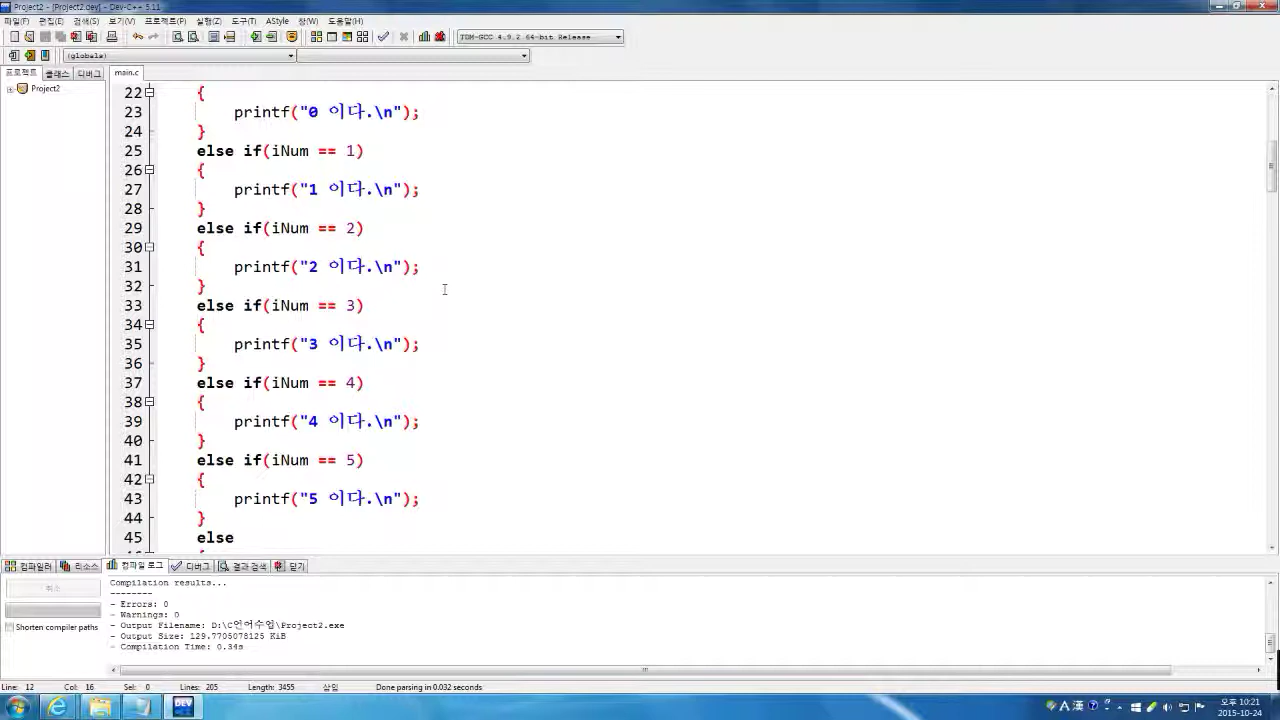 Project2 - [Project2.dev] - Dev-C++ 5.11
파일(F) 편집(E) 검색(S) 보기(V) 프로젝트(P) 실행(Z) 도구(T) AStyle 창(W) 도움말(H)
TDM-GCC 4.9.2 64-bit Release
(globals)
프로젝트 클래스 디버그 main.c
Project2
22 {
23 printf("0 이다.\n");
24 }
25 else if(iNum == 1)
26 {
27 printf("1 이다.\n");
28 }
29 else if(iNum == 2)
30 {
31 printf("2 이다.\n");
32 }
33 else if(iNum == 3)
34 {
35 printf("3 이다.\n");
36 }
37 else if(iNum == 4)
38 {
39 printf("4 이다.\n");
40 }
41 else if(iNum == 5)
42 {
43 printf("5 이다.\n");
44 }
45 else
컴파일러 리소스 컴파일 로그 디버그 결과 검색 닫기
취소
Shorten compiler paths
Compilation results...
--------
- Errors: 0
- Warnings: 0
- Output Filename: D:\C언어수업\Project2.exe
- Output Size: 129.7705078125 KiB
- Compilation Time: 0.34s
Line: 12 Col: 16 Sel: 0 Lines: 205 Length: 3455 삽입 Done parsing in 0.032 seconds
DEV
A 漢
오후 10:21
2015-10-24